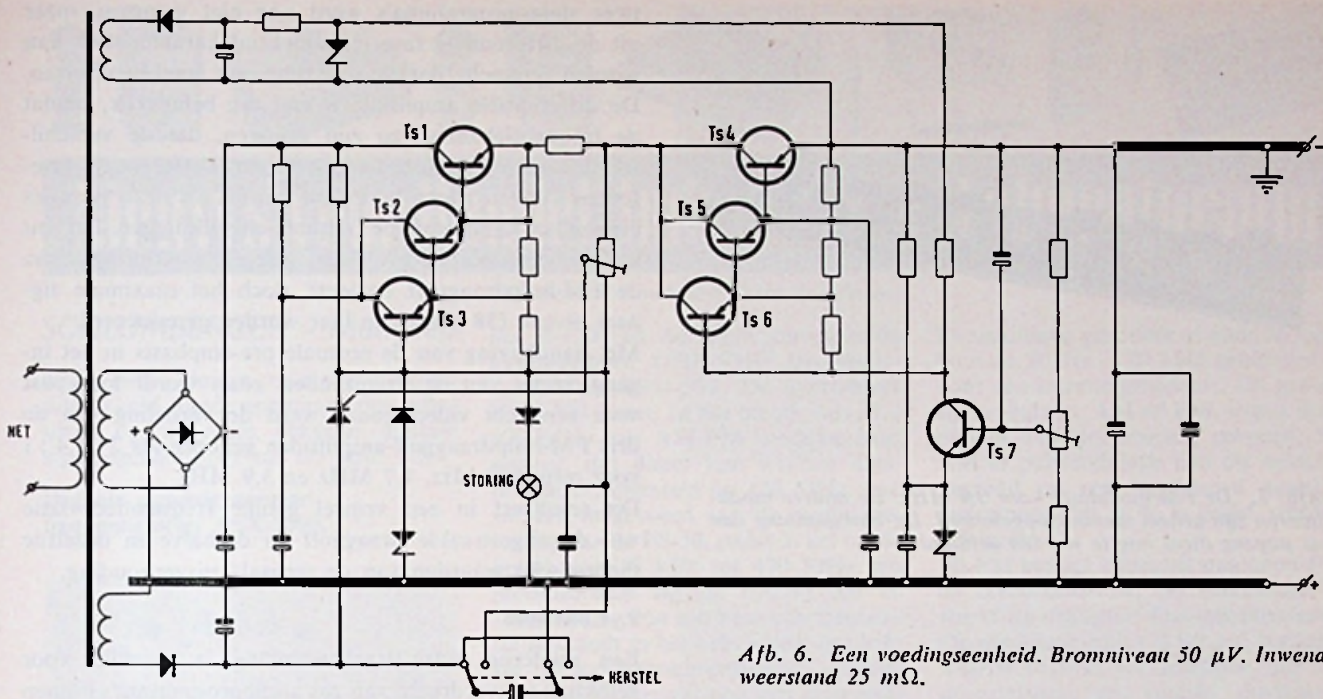 Ts1
Ts4
Ts2
Ts5
Ts3
Ts6
Ts7
NET
+
-
STORING
HERSTEL
-
+
Afb. 6. Een voedingseenheid. Bromniveau 50 μV. Inwend
weerstand 25 mΩ.